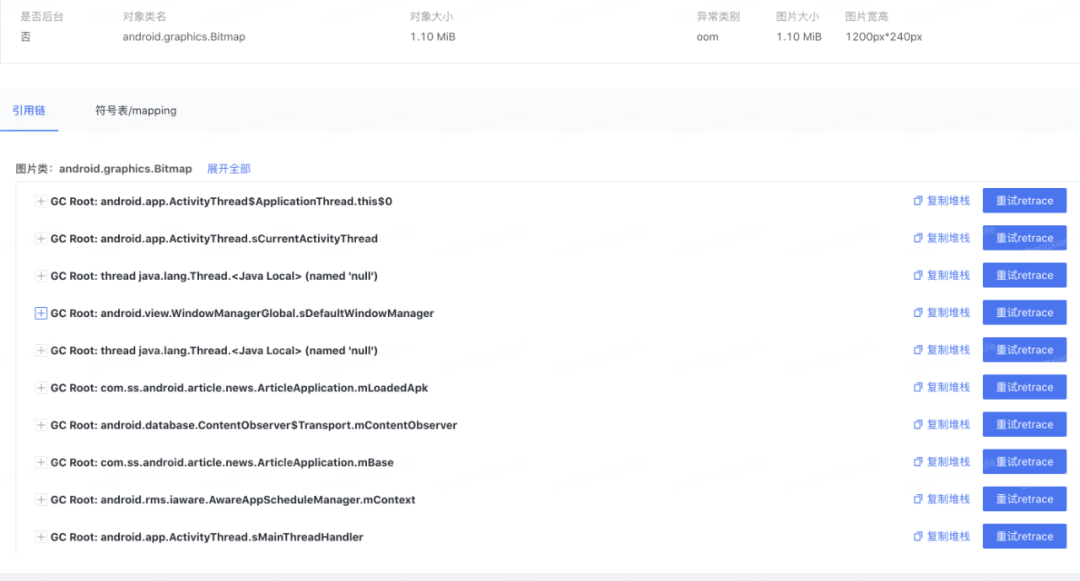 是否后台 对象类名 对象大小 异常类别 图片大小 图片宽高
否 android.graphics.Bitmap 1.10 MiB oom 1.10 MiB 1200px*240px
引用链 符号表/mapping
图片类：android.graphics.Bitmap 展开全部
GC Root: android.app.ActivityThread$ApplicationThread.this$0 复制堆栈 重试retrace
GC Root: android.app.ActivityThread.sCurrentActivityThread 复制堆栈 重试retrace
GC Root: thread java.lang.Thread.<Java Local> (named 'null') 复制堆栈 重试retrace
GC Root: android.view.WindowManagerGlobal.sDefaultWindowManager 复制堆栈 重试retrace
GC Root: thread java.lang.Thread.<Java Local> (named 'null') 复制堆栈 重试retrace
GC Root: com.ss.android.article.news.ArticleApplication.mLoadedApk 复制堆栈 重试retrace
GC Root: android.database.ContentObserver$Transport.mContentObserver 复制堆栈 重试retrace
GC Root: com.ss.android.article.news.ArticleApplication.mBase 复制堆栈 重试retrace
GC Root: android.rms.iaware.AwareAppScheduleManager.mContext 复制堆栈 重试retrace
GC Root: android.app.ActivityThread.sMainThreadHandler 复制堆栈 重试retrace